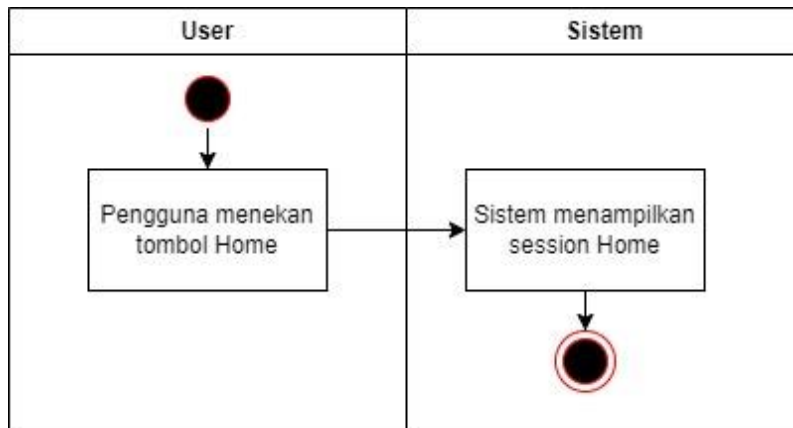 User
Sistem
Pengguna menekan
tombol Home
Sistem menampilkan
session Home